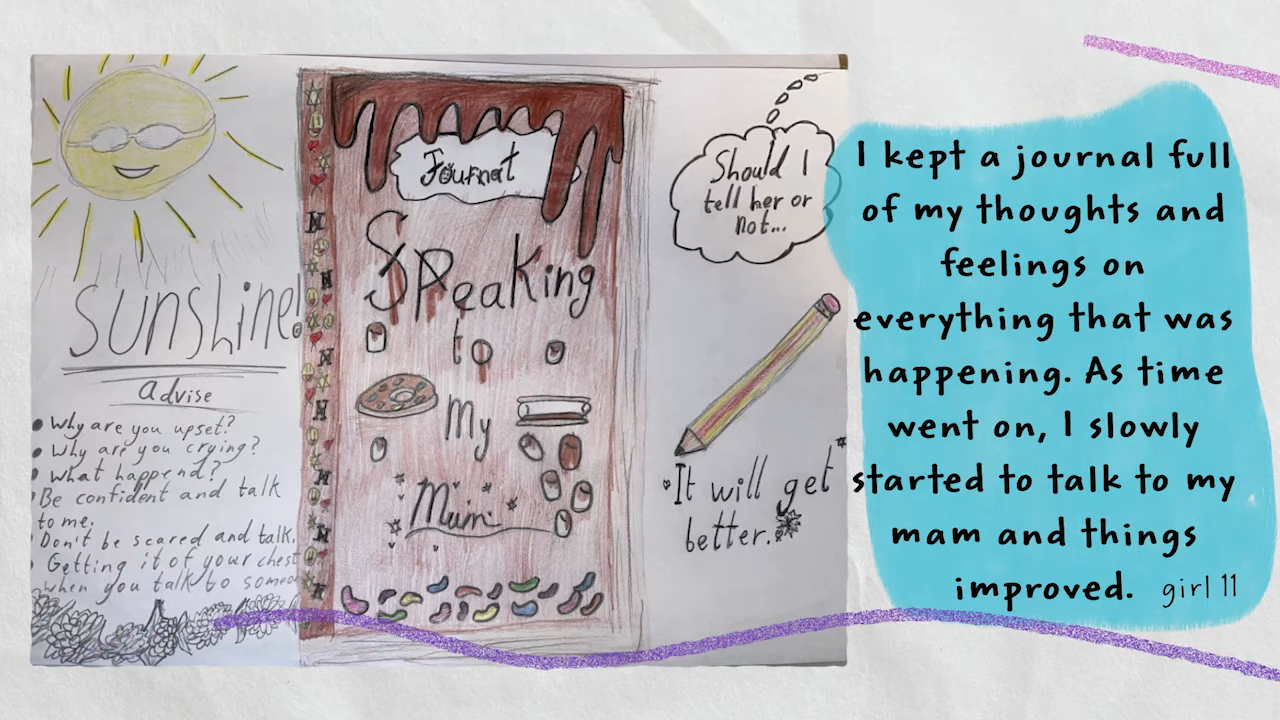 SUNSHINE!
Advise
• Why are you upset?
• Why are you crying?
• What happend?
Be confident and talk
to me.
Don't be scared and talk.
Getting it of your chest
when you talk to
Journal
Speaking
to
My
Mum
Should I
tell her or
not...
It will get
better.
I kept a journal full
of my thoughts and
feelings on
everything that was
happening. As time
went on, I slowly
started to talk to my
mam and things
improved. girl 11